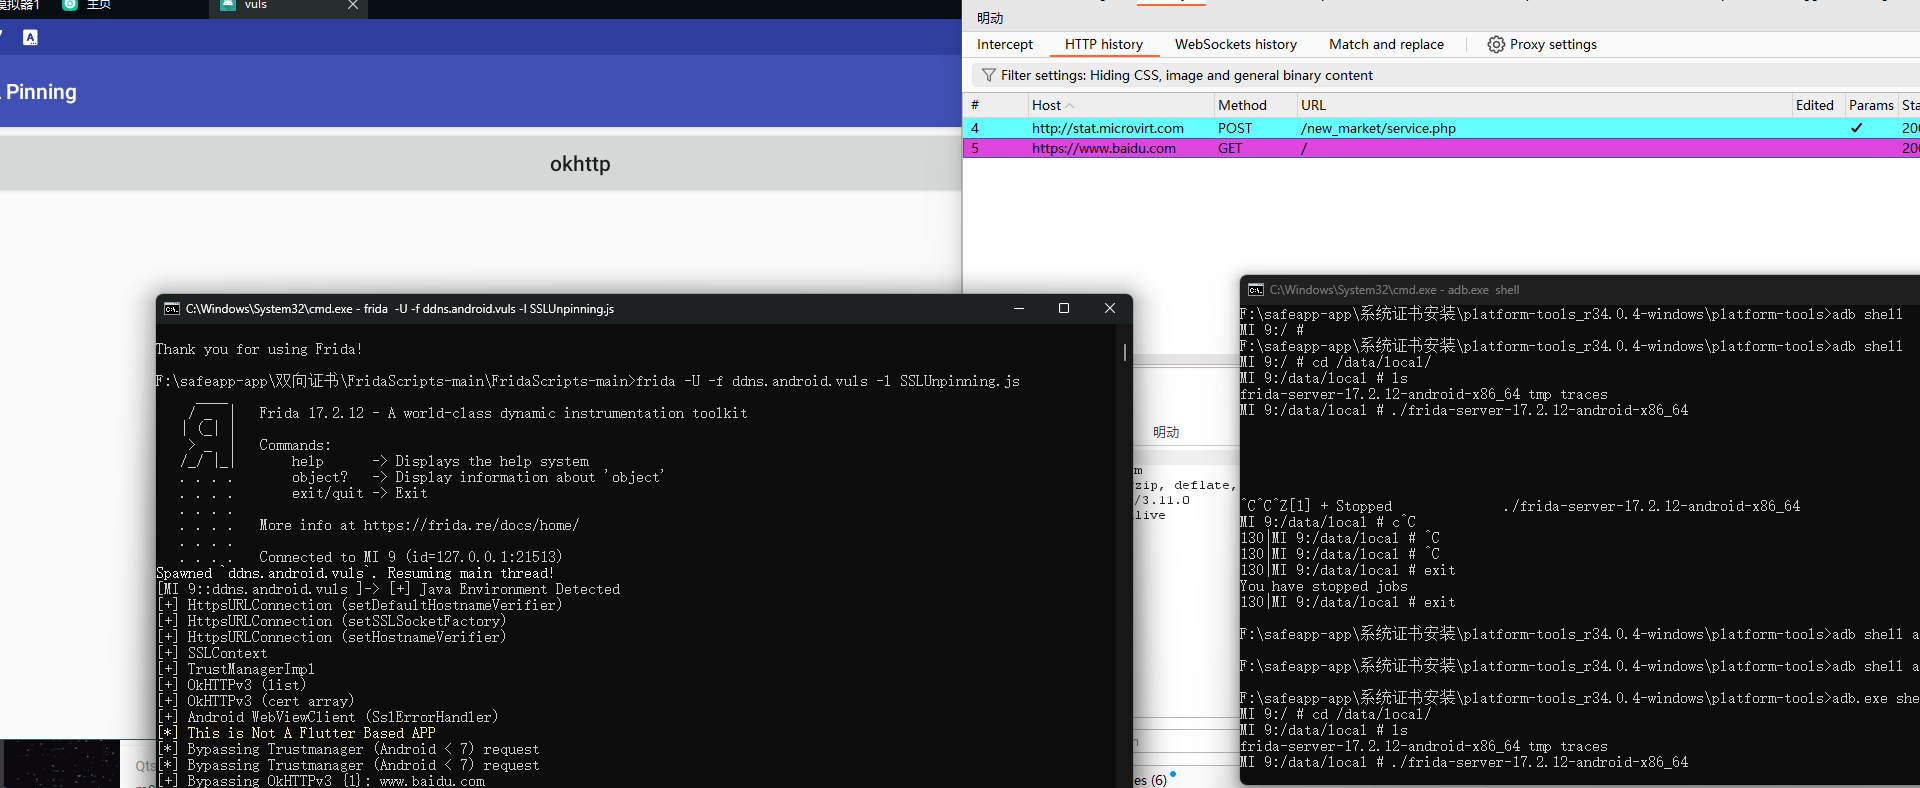 模拟器1
主页
vuls
A
Pinning
okhttp
明动
Intercept HTTP history WebSockets history Match and replace Proxy settings
Filter settings: Hiding CSS, image and general binary content
# Host Method URL Edited Params Sta
4 http://stat.microvirt.com POST /new_market/service.php ✓ 200
5 https://www.baidu.com GET / 200
C:\Windows\System32\cmd.exe - frida -U -f ddns.android.vuls -l SSLUnpinning.js
Thank you for using Frida!
F:\safeapp-app\双向证书\FridaScripts-main\FridaScripts-main>frida -U -f ddns.android.vuls -l SSLUnpinning.js
Frida 17.2.12 - A world-class dynamic instrumentation toolkit
Commands:
help -> Displays the help system
object? -> Display information about 'object'
exit/quit -> Exit
More info at https://frida.re/docs/home/
Connected to MI 9 (id=127.0.0.1:21513)
Spawned `ddns.android.vuls`. Resuming main thread!
[MI 9::ddns.android.vuls ]-> [+] Java Environment Detected
[+] HttpsURLConnection (setDefaultHostnameVerifier)
[+] HttpsURLConnection (setSSLSocketFactory)
[+] HttpsURLConnection (setHostnameVerifier)
[+] SSLContext
[+] TrustManagerImpl
[+] OkHTTPv3 (list)
[+] OkHTTPv3 (cert array)
[+] Android WebViewClient (SslErrorHandler)
[*] This is Not A Flutter Based APP
[*] Bypassing Trustmanager (Android < 7) request
[*] Bypassing Trustmanager (Android < 7) request
[+] Bypassing OkHTTPv3 {1}: www.baidu.com
明动
m
zip, deflate,
/3.11.0
live
es (6)
Qts
C:\Windows\System32\cmd.exe - adb.exe shell
F:\safeapp-app\系统证书安装\platform-tools_r34.0.4-windows\platform-tools>adb shell
MI 9:/ #
F:\safeapp-app\系统证书安装\platform-tools_r34.0.4-windows\platform-tools>adb shell
MI 9:/ # cd /data/local/
MI 9:/data/local # ls
frida-server-17.2.12-android-x86_64 tmp traces
MI 9:/data/local # ./frida-server-17.2.12-android-x86_64
^C^C^Z[1] + Stopped ./frida-server-17.2.12-android-x86_64
MI 9:/data/local # c^C
130|MI 9:/data/local # ^C
130|MI 9:/data/local # ^C
130|MI 9:/data/local # exit
You have stopped jobs
130|MI 9:/data/local # exit
F:\safeapp-app\系统证书安装\platform-tools_r34.0.4-windows\platform-tools>adb shell a
F:\safeapp-app\系统证书安装\platform-tools_r34.0.4-windows\platform-tools>adb shell a
F:\safeapp-app\系统证书安装\platform-tools_r34.0.4-windows\platform-tools>adb.exe she
MI 9:/ # cd /data/local/
MI 9:/data/local # ls
frida-server-17.2.12-android-x86_64 tmp traces
MI 9:/data/local # ./frida-server-17.2.12-android-x86_64